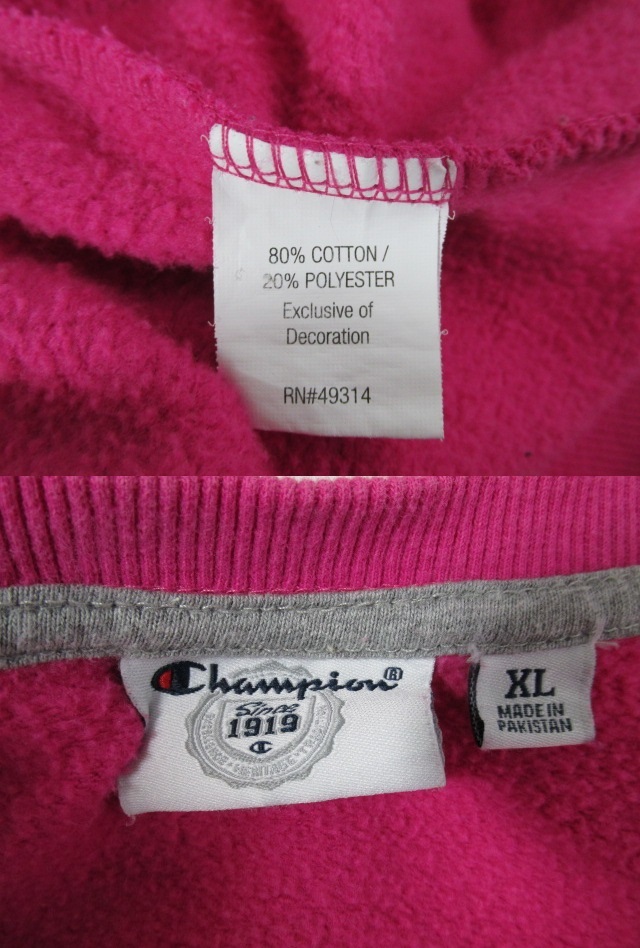 80% COTTON /
20% POLYESTER
Exclusive of
Decoration
RN#49314
Champion®
Since
1919
XL
MADE IN
PAKISTAN